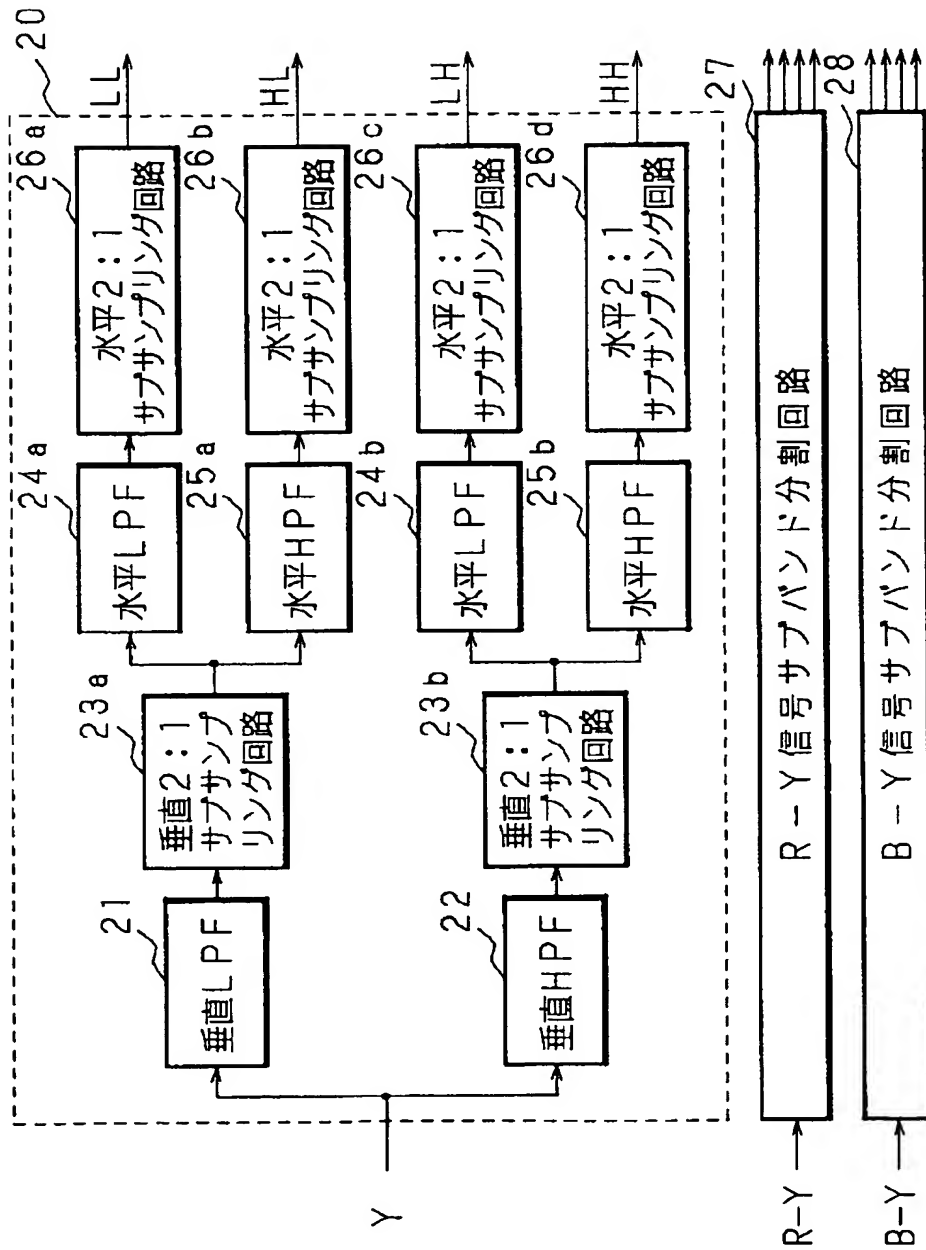 20
26a
水平2:1
サブサンプリング回路
LL
24a
水平LPF
23a
垂直2:1
サブサンプ
リング回路
21
垂直LPF
25a
水平HPF
26b
水平2:1
サブサンプリング回路
HL
Y
22
垂直HPF
23b
垂直2:1
サブサンプ
リング回路
24b
水平LPF
26c
水平2:1
サブサンプリング回路
LH
25b
水平HPF
26d
水平2:1
サブサンプリング回路
HH
R-Y
R-Y信号サブバンド分割回路
27
B-Y
B-Y信号サブバンド分割回路
28